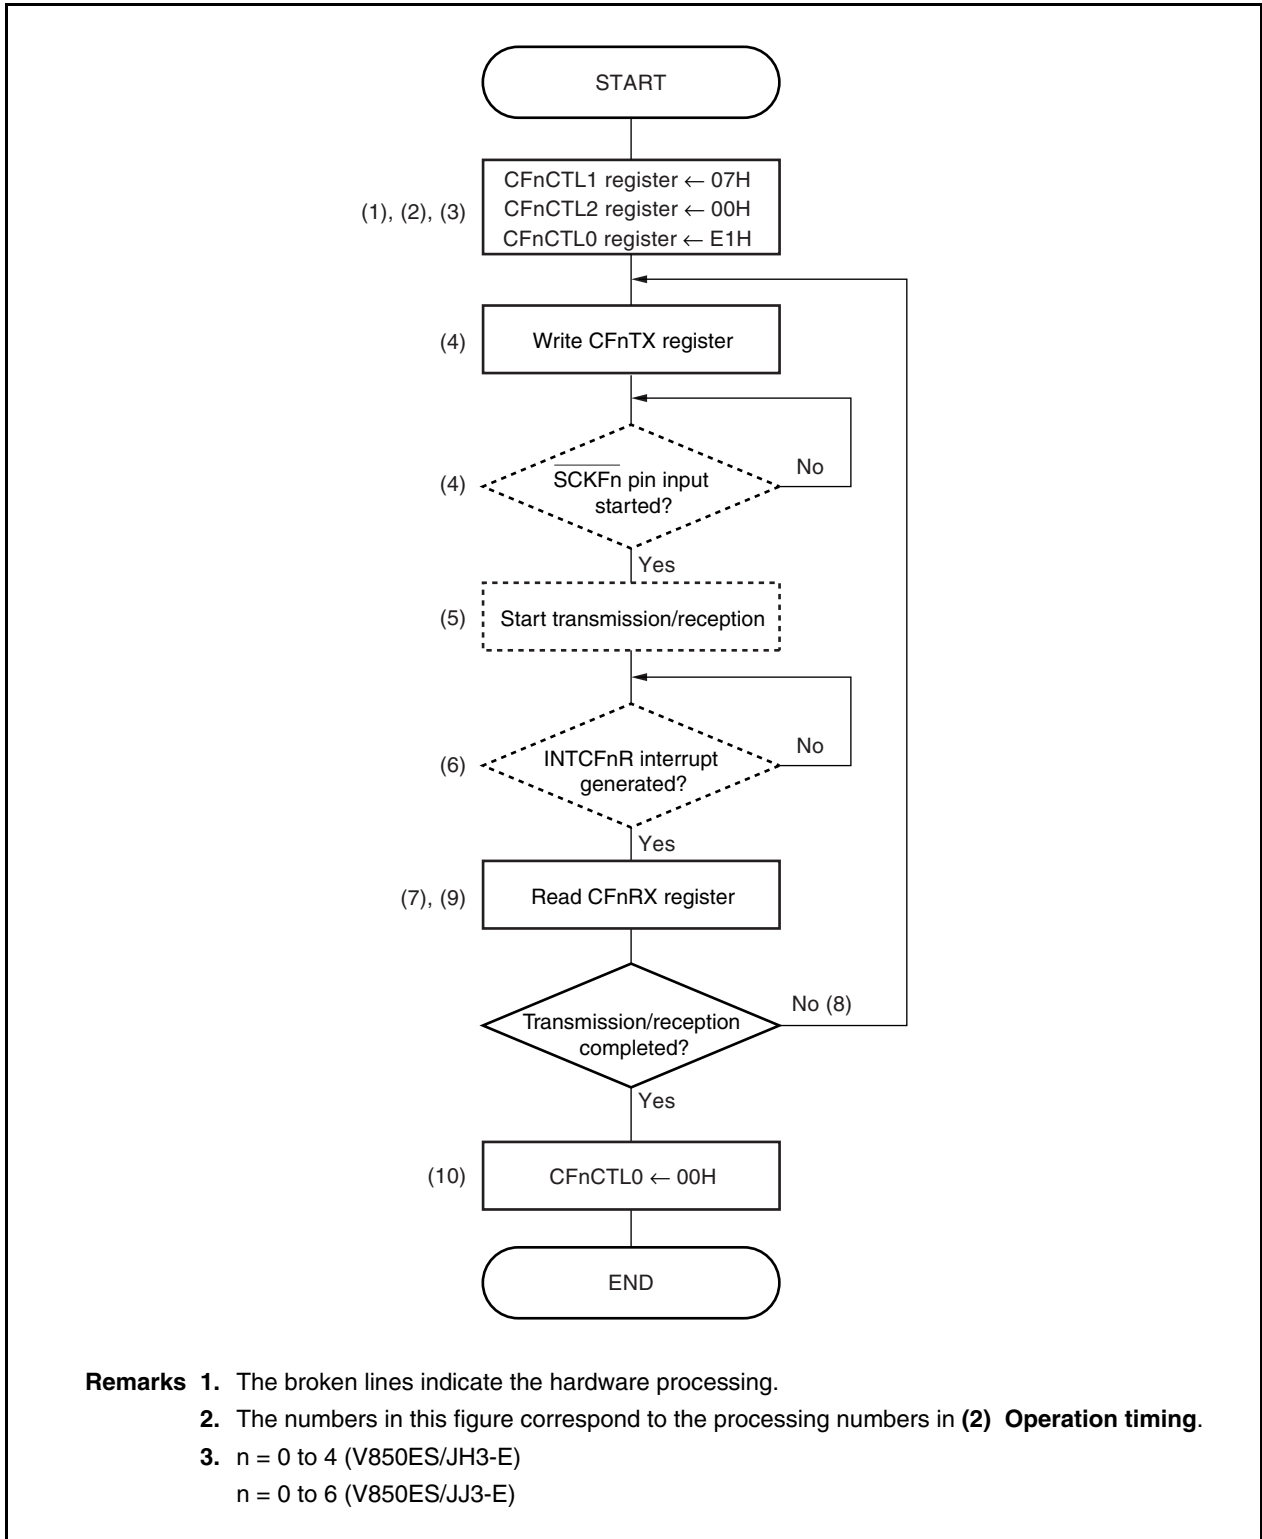 START
CFnCTL1 register ← 07H
(1), (2), (3)
CFnCTL2 register ← 00H
CFnCTL0 register ← E1H
(4)
Write CFnTX register
(4)
S̅C̅K̅F̅n̅ pin input
started?
No
Yes
(5)
Start transmission/reception
(6)
INTCFnR interrupt
generated?
No
Yes
(7), (9)
Read CFnRX register
Transmission/reception
completed?
No (8)
Yes
(10)
CFnCTL0 ← 00H
END
Remarks 1. The broken lines indicate the hardware processing.
2. The numbers in this figure correspond to the processing numbers in (2) Operation timing.
3. n = 0 to 4 (V850ES/JH3-E)
n = 0 to 6 (V850ES/JJ3-E)